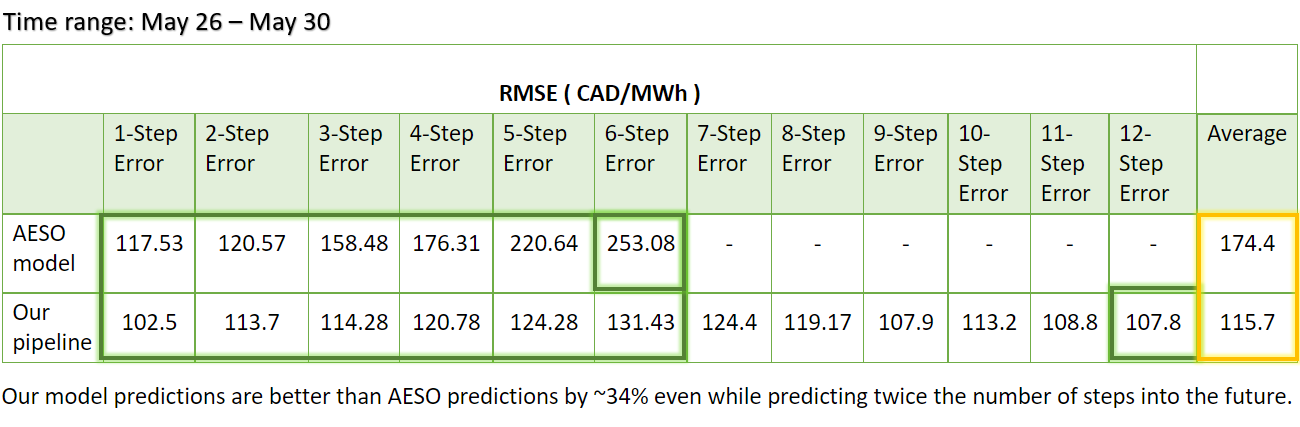 Time range: May 26 – May 30
RMSE ( CAD/MWh )
1-Step Error 2-Step Error 3-Step Error 4-Step Error 5-Step Error 6-Step Error 7-Step Error 8-Step Error 9-Step Error 10-Step Error 11-Step Error 12-Step Error Average
AESO model 117.53 120.57 158.48 176.31 220.64 253.08 - - - - - - 174.4
Our pipeline 102.5 113.7 114.28 120.78 124.28 131.43 124.4 119.17 107.9 113.2 108.8 107.8 115.7
Our model predictions are better than AESO predictions by ~34% even while predicting twice the number of steps into the future.